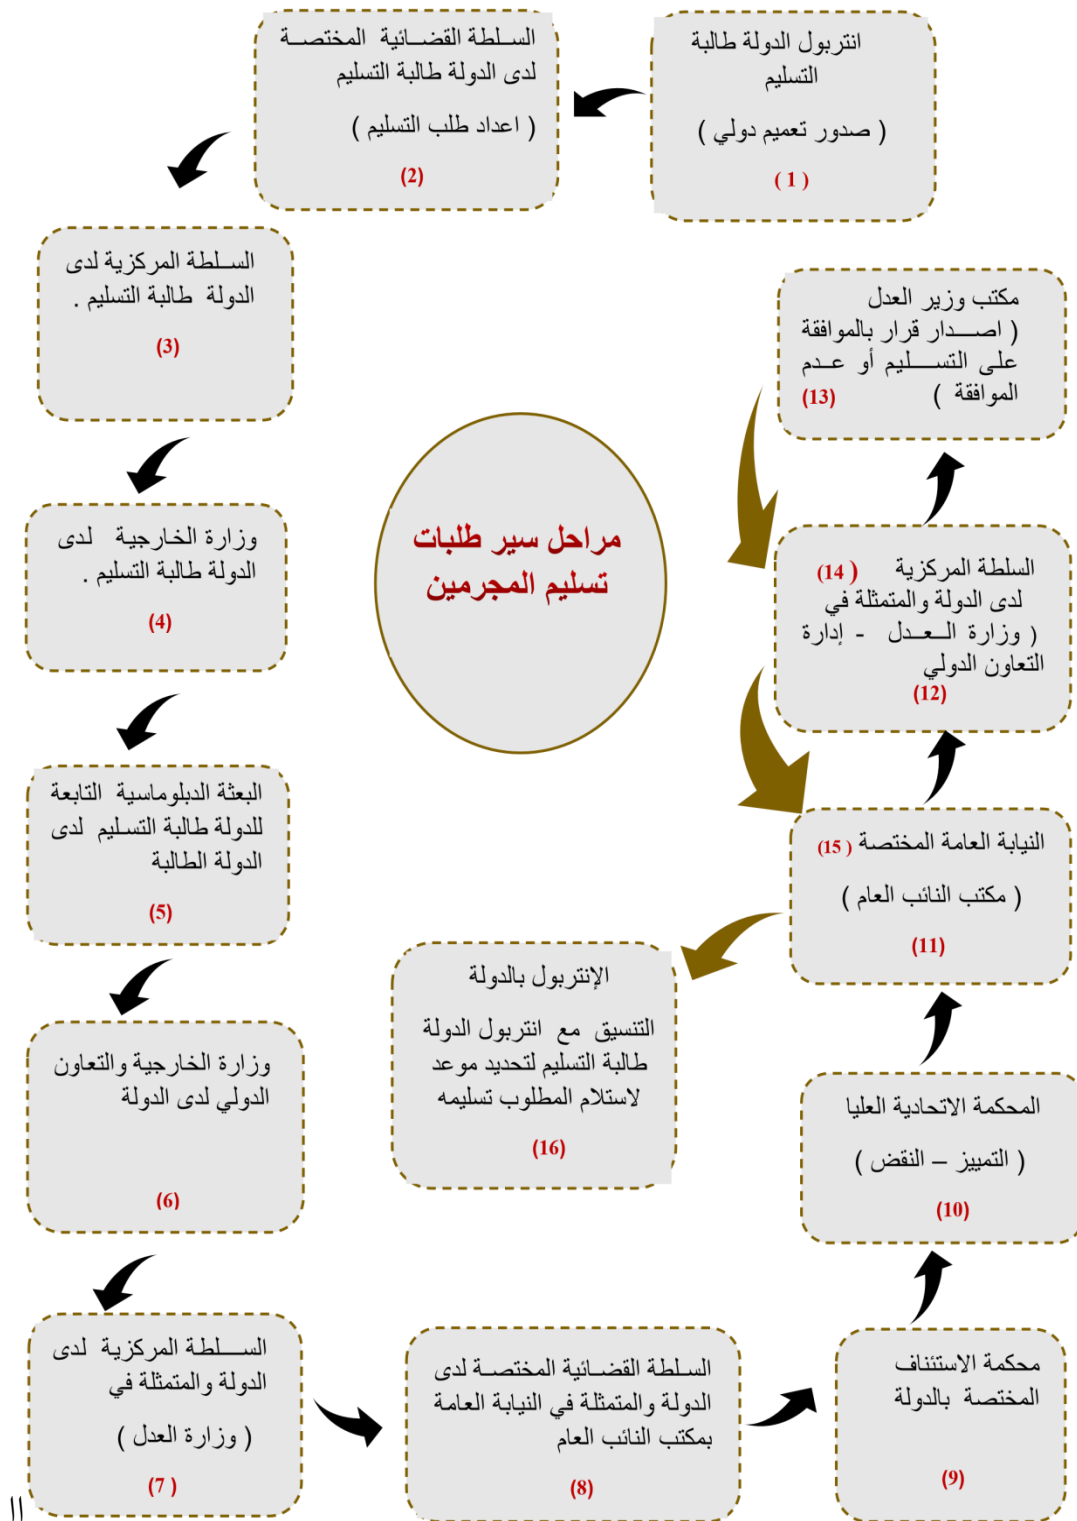 انتربول الدولة طالبة
التسليم
( صدور تعميم دولي )
( 1 )
السلطة القضائية المختصة
لدى الدولة طالبة التسليم
( اعداد طلب التسليم )
(2)
السلطة المركزية لدى
الدولة طالبة التسليم .
(3)
وزارة الخارجية لدى
الدولة طالبة التسليم .
(4)
البعثة الدبلوماسية التابعة
للدولة طالبة التسليم لدى
الدولة الطالبة
(5)
وزارة الخارجية والتعاون
الدولي لدى الدولة
(6)
السلطة المركزية لدى
الدولة والمتمثلة في
( وزارة العدل )
(7 )
السلطة القضائية المختصة لدى
الدولة والمتمثلة في النيابة العامة
بمكتب النائب العام
(8)
محكمة الاستئناف
المختصة بالدولة
(9)
المحكمة الاتحادية العليا
( التمييز – النقض )
(10)
النيابة العامة المختصة ( 15)
( مكتب النائب العام )
(11)
السلطة المركزية ( 14)
لدى الدولة والمتمثلة في
( وزارة العدل - إدارة
التعاون الدولي
(12)
مكتب وزير العدل
( اصدار قرار بالموافقة
على التسليم أو عدم
الموافقة ) (13)
الإنتربول بالدولة
التنسيق مع انتربول الدولة
طالبة التسليم لتحديد موعد
لاستلام المطلوب تسليمه
(16)
مراحل سير طلبات
تسليم المجرمين